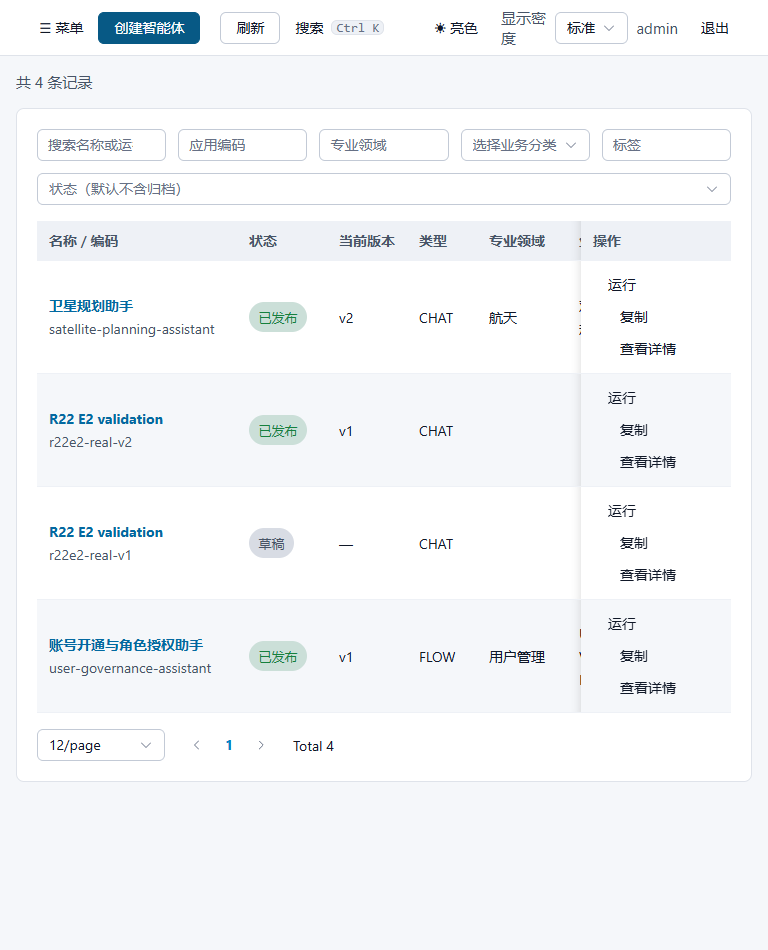 ☰ 菜单 创建智能体 刷新 搜索 Ctrl K ☀ 亮色 显示密度 标准 admin 退出
共 4 条记录
搜索名称或运 应用编码 专业领域 选择业务分类 标签
状态（默认不含归档）
名称 / 编码 状态 当前版本 类型 专业领域 操作
卫星规划助手
satellite-planning-assistant
已发布 v2 CHAT 航天
运行
复制
查看详情
R22 E2 validation
r22e2-real-v2
已发布 v1 CHAT
运行
复制
查看详情
R22 E2 validation
r22e2-real-v1
草稿 — CHAT
运行
复制
查看详情
账号开通与角色授权助手
user-governance-assistant
已发布 v1 FLOW 用户管理
运行
复制
查看详情
12/page 1 Total 4